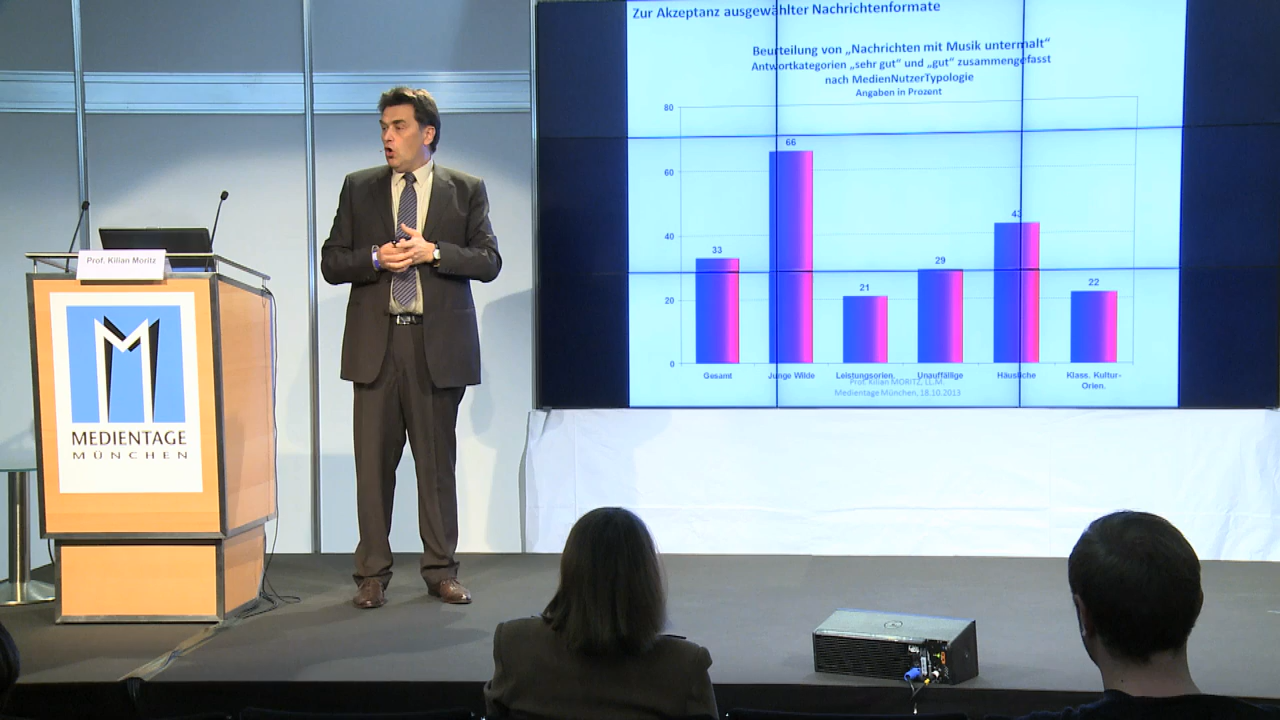 Zur Akzeptanz ausgewählter Nachrichtenformate
Beurteilung von „Nachrichten mit Musik untermalt“
Antwortkategorien „sehr gut“ und „gut“ zusammengefasst
nach MedienNutzerTypologie
Angaben in Prozent
80
60
40
20
0
33
66
21
29
43
22
Gesamt
Junge Wilde
Leistungsorien.
Unauffällige
Häusliche
Klass. Kultur-
Orien.
Prof. Kilian MORITZ, LL.M.
Medientage München, 18.10.2013
Prof. Kilian Moritz
MEDIENTAGE
MÜNCHEN